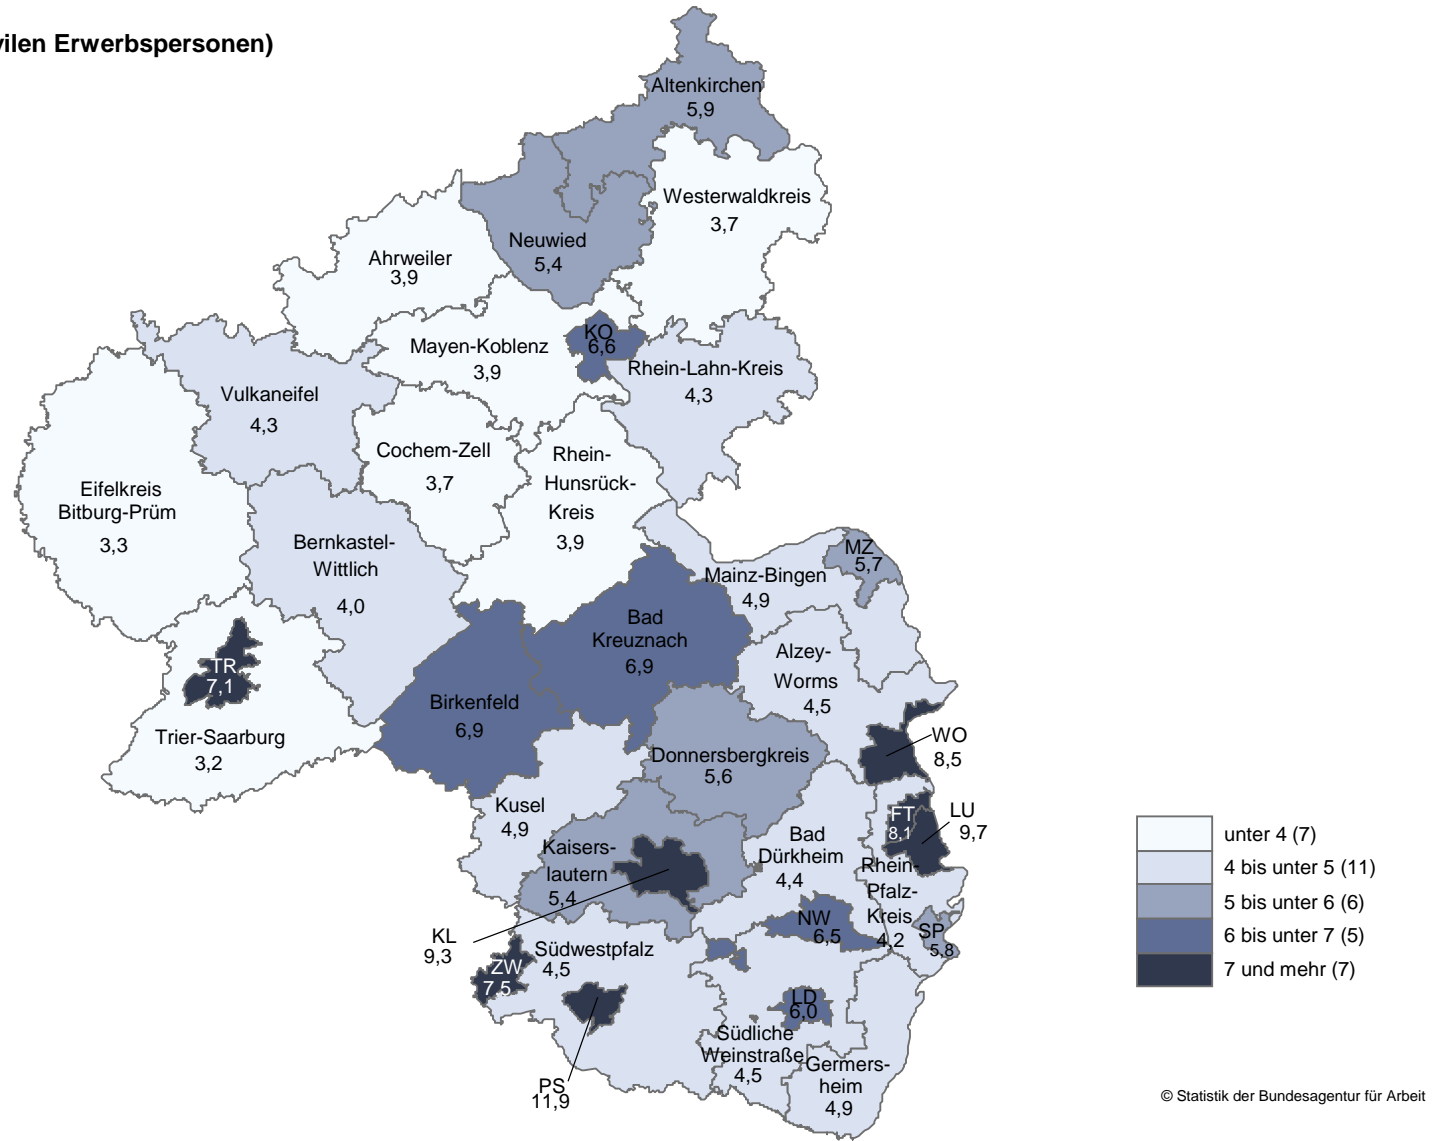 vilen Erwerbspersonen)
Altenkirchen
5,9
Westerwaldkreis
3,7
Neuwied
5,4
Ahrweiler
3,9
KO
6,6
Mayen-Koblenz
3,9
Rhein-Lahn-Kreis
4,3
Vulkaneifel
4,3
Cochem-Zell
3,7
Rhein-
Hunsrück-
Kreis
3,9
Eifelkreis
Bitburg-Prüm
3,3
Bernkastel-
Wittlich
4,0
MZ
5,7
Mainz-Bingen
4,9
Bad
Kreuznach
6,9
Alzey-
Worms
4,5
TR
7,1
Birkenfeld
6,9
Trier-Saarburg
3,2
WO
8,5
Donnersbergkreis
5,6
Kusel
4,9
FT
8,1
LU
9,7
Bad
Dürkheim
4,4
Kaisers-
lautern
5,4
Rhein-
Pfalz-
Kreis
4,2
NW
6,5
SP
5,8
KL
9,3
Südwestpfalz
4,5
ZW
7,5
LD
6,0
Südliche
Weinstraße
4,5
Germers-
heim
4,9
PS
11,9
unter 4 (7)
4 bis unter 5 (11)
5 bis unter 6 (6)
6 bis unter 7 (5)
7 und mehr (7)
© Statistik der Bundesagentur für Arbeit